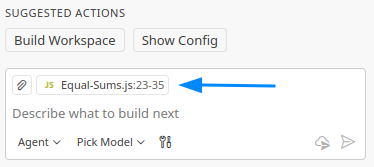 SUGGESTED ACTIONS
Build Workspace Show Config
JS Equal-Sums.js:23-35
Describe what to build next
Agent Pick Model